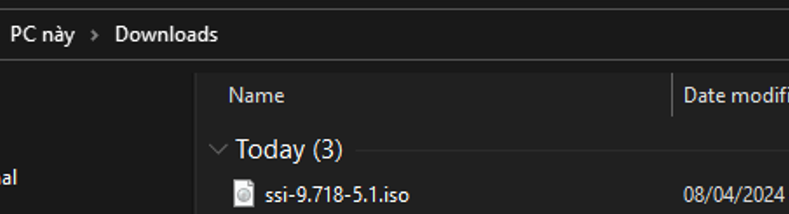 PC này > Downloads
Name Date modifi
Today (3)
al
ssi-9.718-5.1.iso 08/04/2024